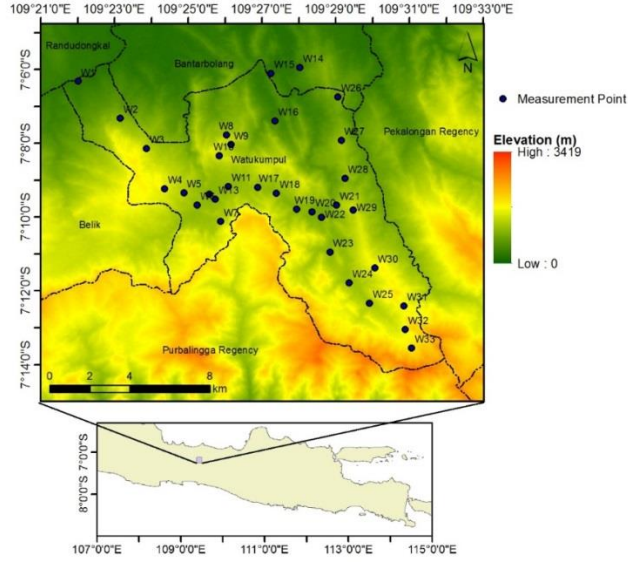 109°21'0"E 109°23'0"E 109°25'0"E 109°27'0"E 109°29'0"E 109°31'0"E 109°33'0"E
Randudongkal
Bantarbolang
W15
W14
N
7°6'0"S
W1
W26
W2
W16
Pekalongan Regency
Measurement Point
7°8'0"S
W3
W8
W9
W27
Elevation (m)
High : 3419
Low : 0
W10
Watukumpul
W28
W4
W5
W11
W17
W18
W13
W19
W20
W21
W29
7°10'0"S
W7
W22
Belik
W23
W30
7°12'0"S
W24
W25
W31
W32
W33
Purbalingga Regency
7°14'0"S
0 2 4 8
km
7°0'0"S
8°0'0"S
107°0'0"E 109°0'0"E 111°0'0"E 113°0'0"E 115°0'0"E